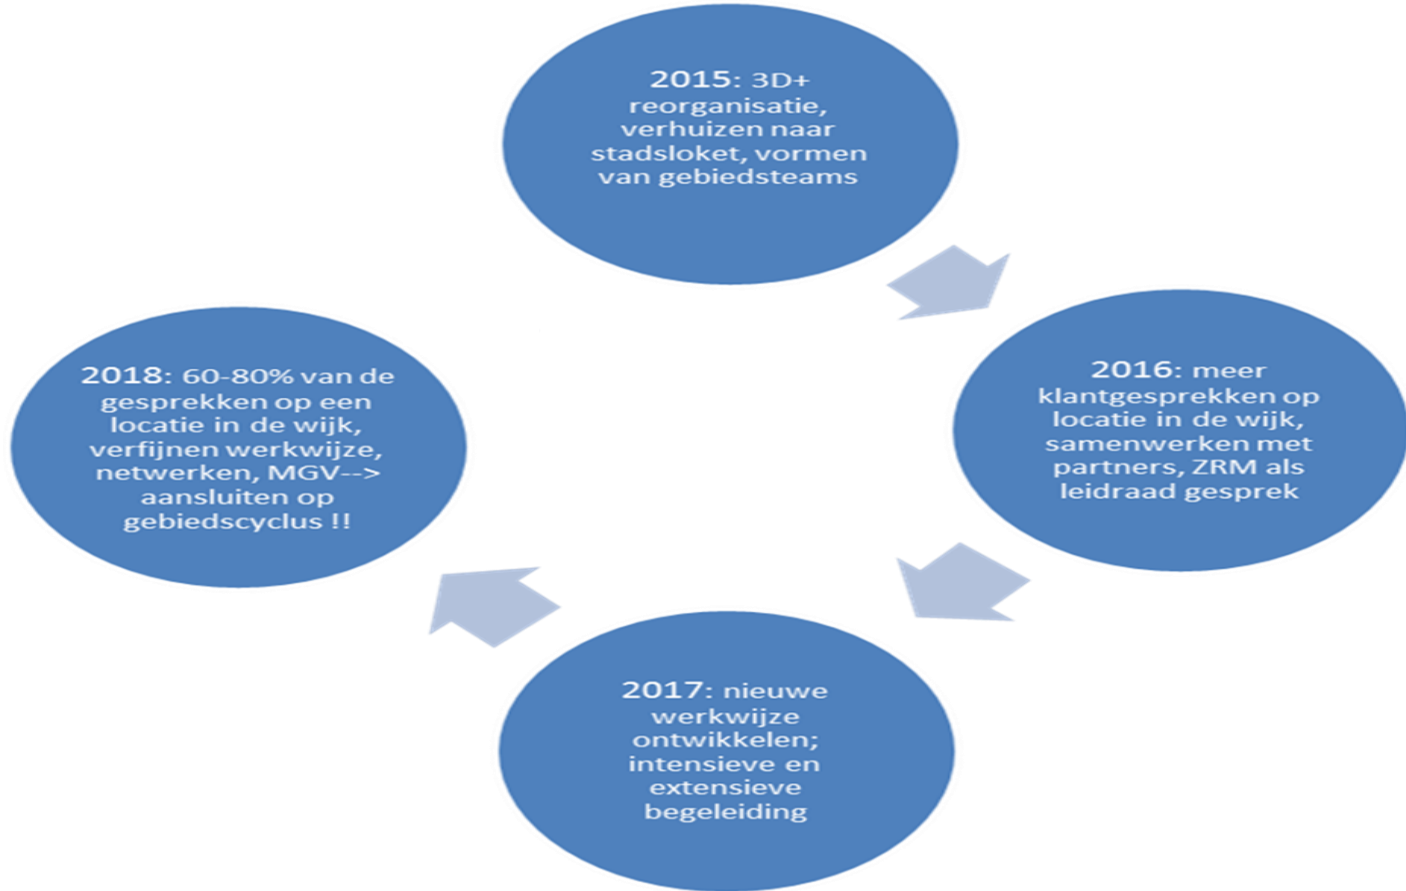 2015: 3D+
reorganisatie,
verhuizen naar
stadsloket, vormen
van gebiedsteams
2016: meer
klantgesprekken op
locatie in de wijk,
samenwerken met
partners, ZRM als
leidraad gesprek
2017: nieuwe
werkwijze
ontwikkelen;
intensieve en
extensieve
begeleiding
2018: 60-80% van de
gesprekken op een
locatie in de wijk,
verfijnen werkwijze,
netwerken, MGV-->
aansluiten op
gebiedscyclus !!